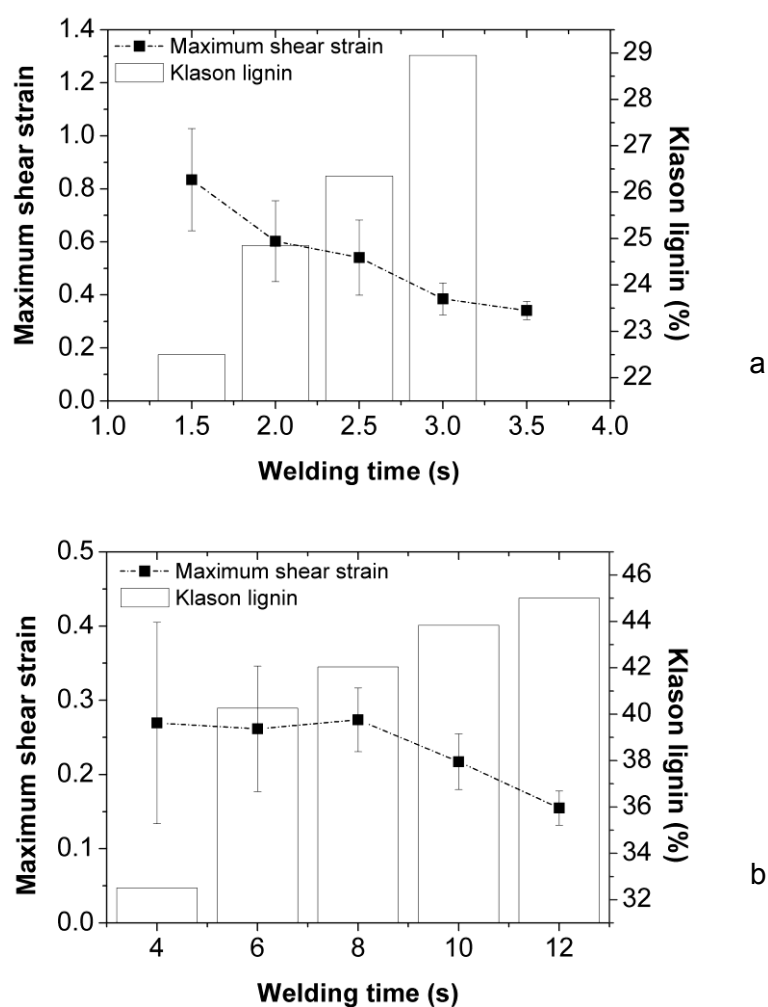 Maximum shear strain
1.4
1.2
1.0
0.8
0.6
0.4
0.2
0.0
Maximum shear strain
Klason lignin
29
28
27
26
25
24
23
22
Klason lignin (%)
1.0 1.5 2.0 2.5 3.0 3.5 4.0
Welding time (s)
a
Maximum shear strain
0.5
0.4
0.3
0.2
0.1
0.0
Maximum shear strain
Klason lignin
46
44
42
40
38
36
34
32
Klason lignin (%)
4 6 8 10 12
Welding time (s)
b